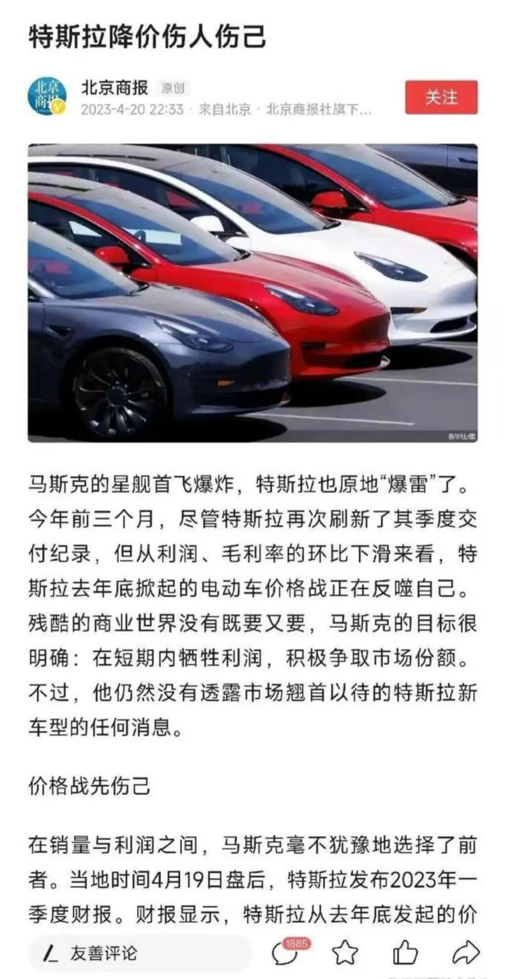 特斯拉降价伤人伤己
北京商报 原创
2023-4-20 22:33 · 来自北京 · 北京商报社旗下...
关注
新华社/图
马斯克的星舰首飞爆炸，特斯拉也原地“爆雷”了。
今年前三个月，尽管特斯拉再次刷新了其季度交
付纪录，但从利润、毛利率的环比下滑来看，特
斯拉去年底掀起的电动车价格战正在反噬自己。
残酷的商业世界没有既要又要，马斯克的目标很
明确：在短期内牺牲利润，积极争取市场份额。
不过，他仍然没有透露市场翘首以待的特斯拉新
车型的任何消息。
价格战先伤己
在销量与利润之间，马斯克毫不犹豫地选择了前
者。当地时间4月19日盘后，特斯拉发布2023年一
季度财报。财报显示，特斯拉从去年底发起的价
友善评论
1885